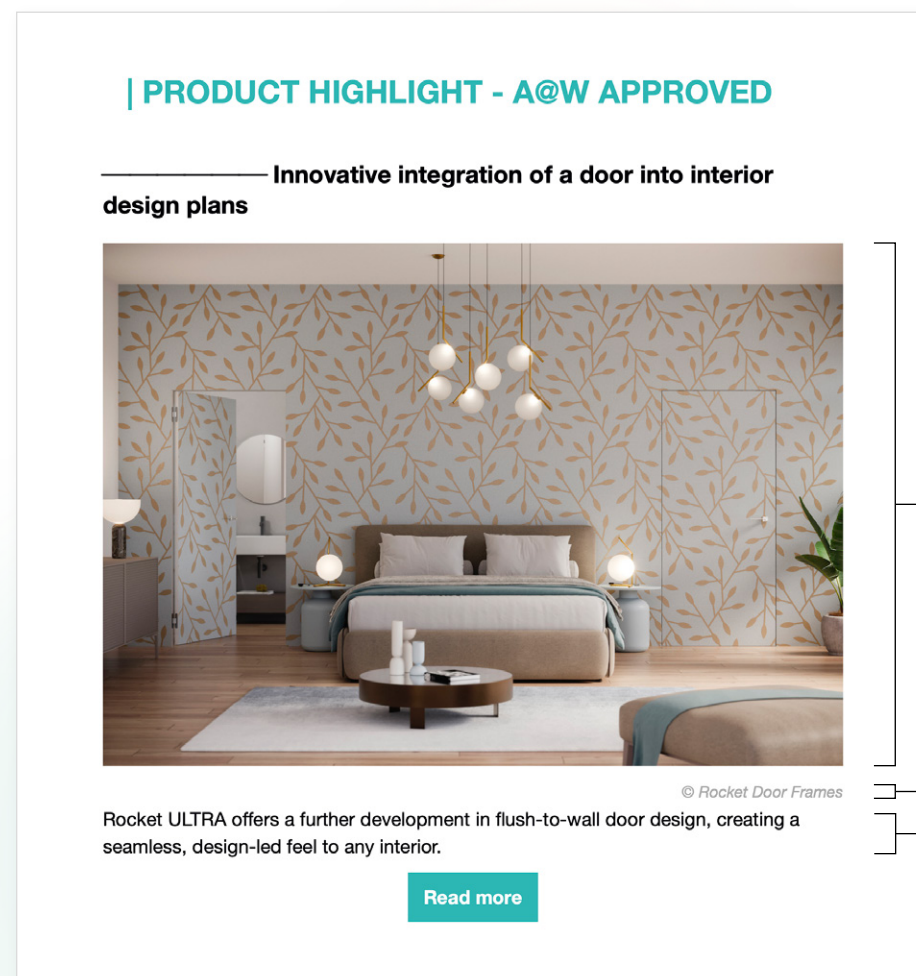 | PRODUCT HIGHLIGHT - A@W APPROVED
——————— Innovative integration of a door into interior
design plans
© Rocket Door Frames
Rocket ULTRA offers a further development in flush-to-wall door design, creating a
seamless, design-led feel to any interior.
Read more